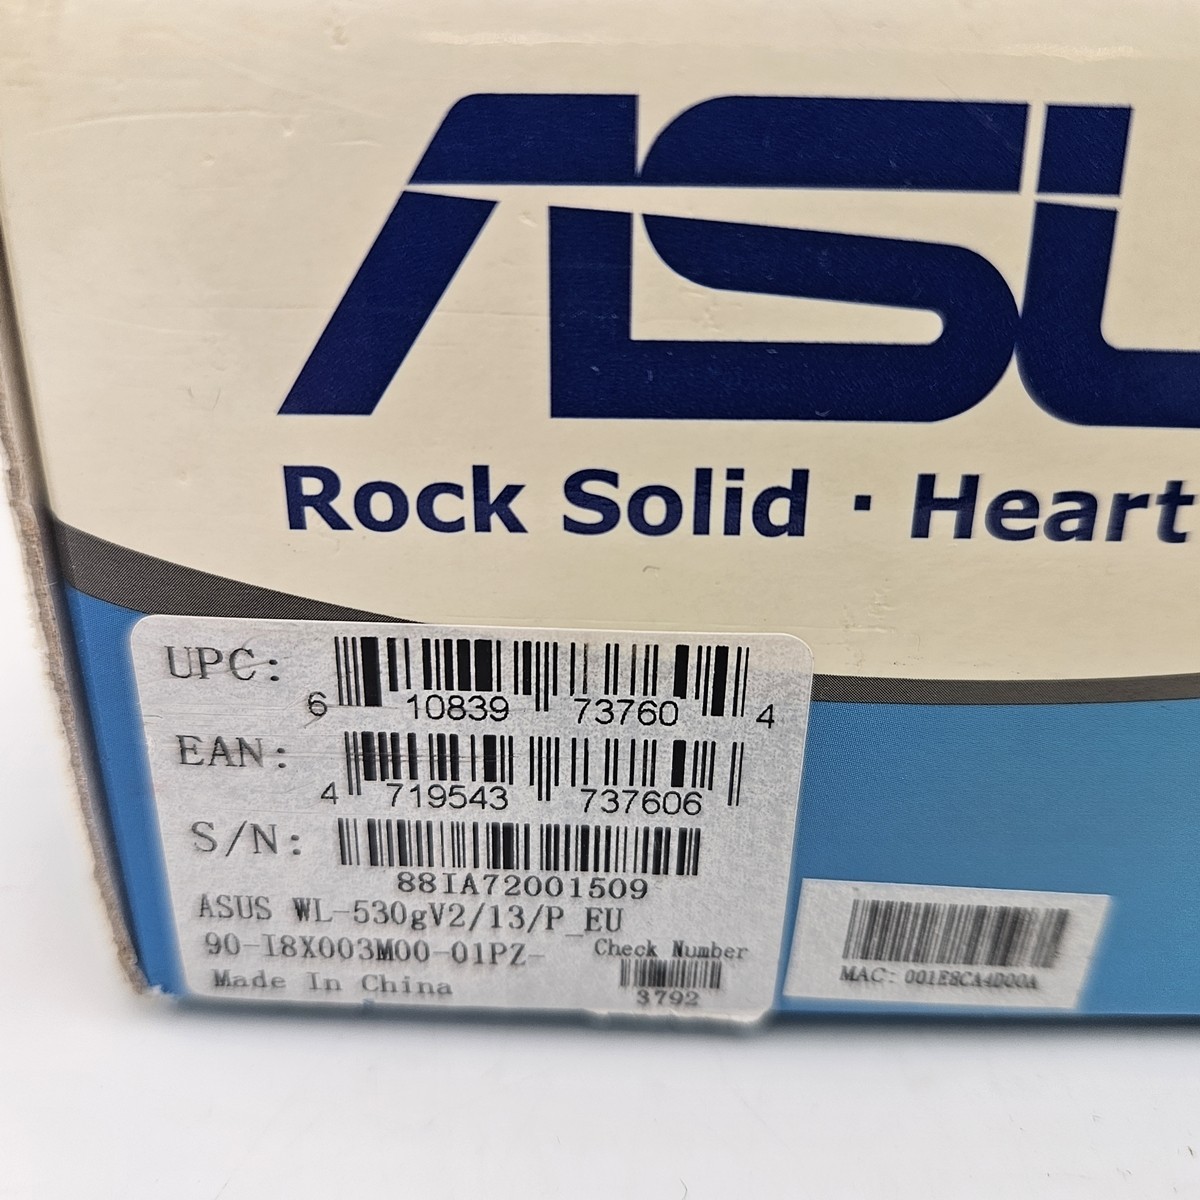 ASU
Rock Solid · Heart
UPC:
6 10839 73760 4
EAN:
4 719543 737606
S/N:
88IA72001509
ASUS WL-530gV2/13/P_EU
90-I8X003M00-01PZ-
Check Number
Made In China
3792
MAC: 001E8CA4D00A